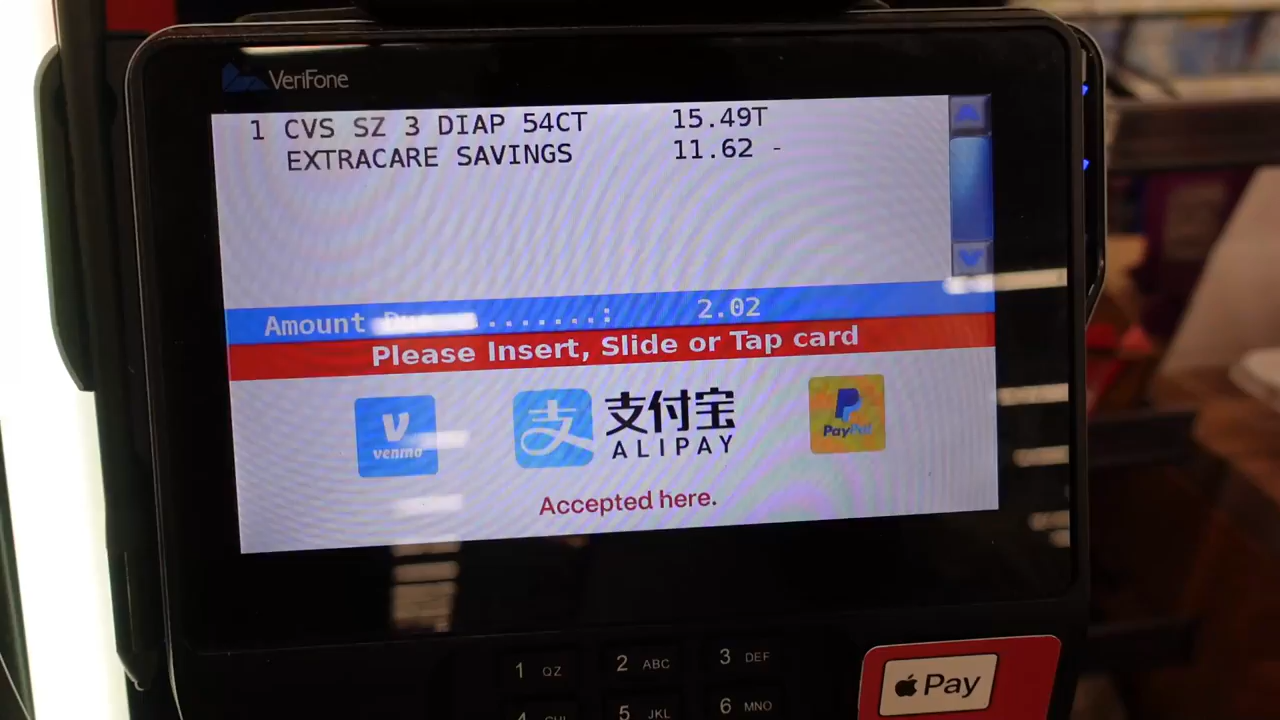 VeriFone
1 CVS SZ 3 DIAP 54CT 15.49T
EXTRACARE SAVINGS 11.62 -
Amount .......: 2.02
Please Insert, Slide or Tap card
venmo
支 支付宝
ALIPAY
PayPal
Accepted here.
1 QZ 2 ABC 3 DEF
5 JKL 6 MNO
Pay